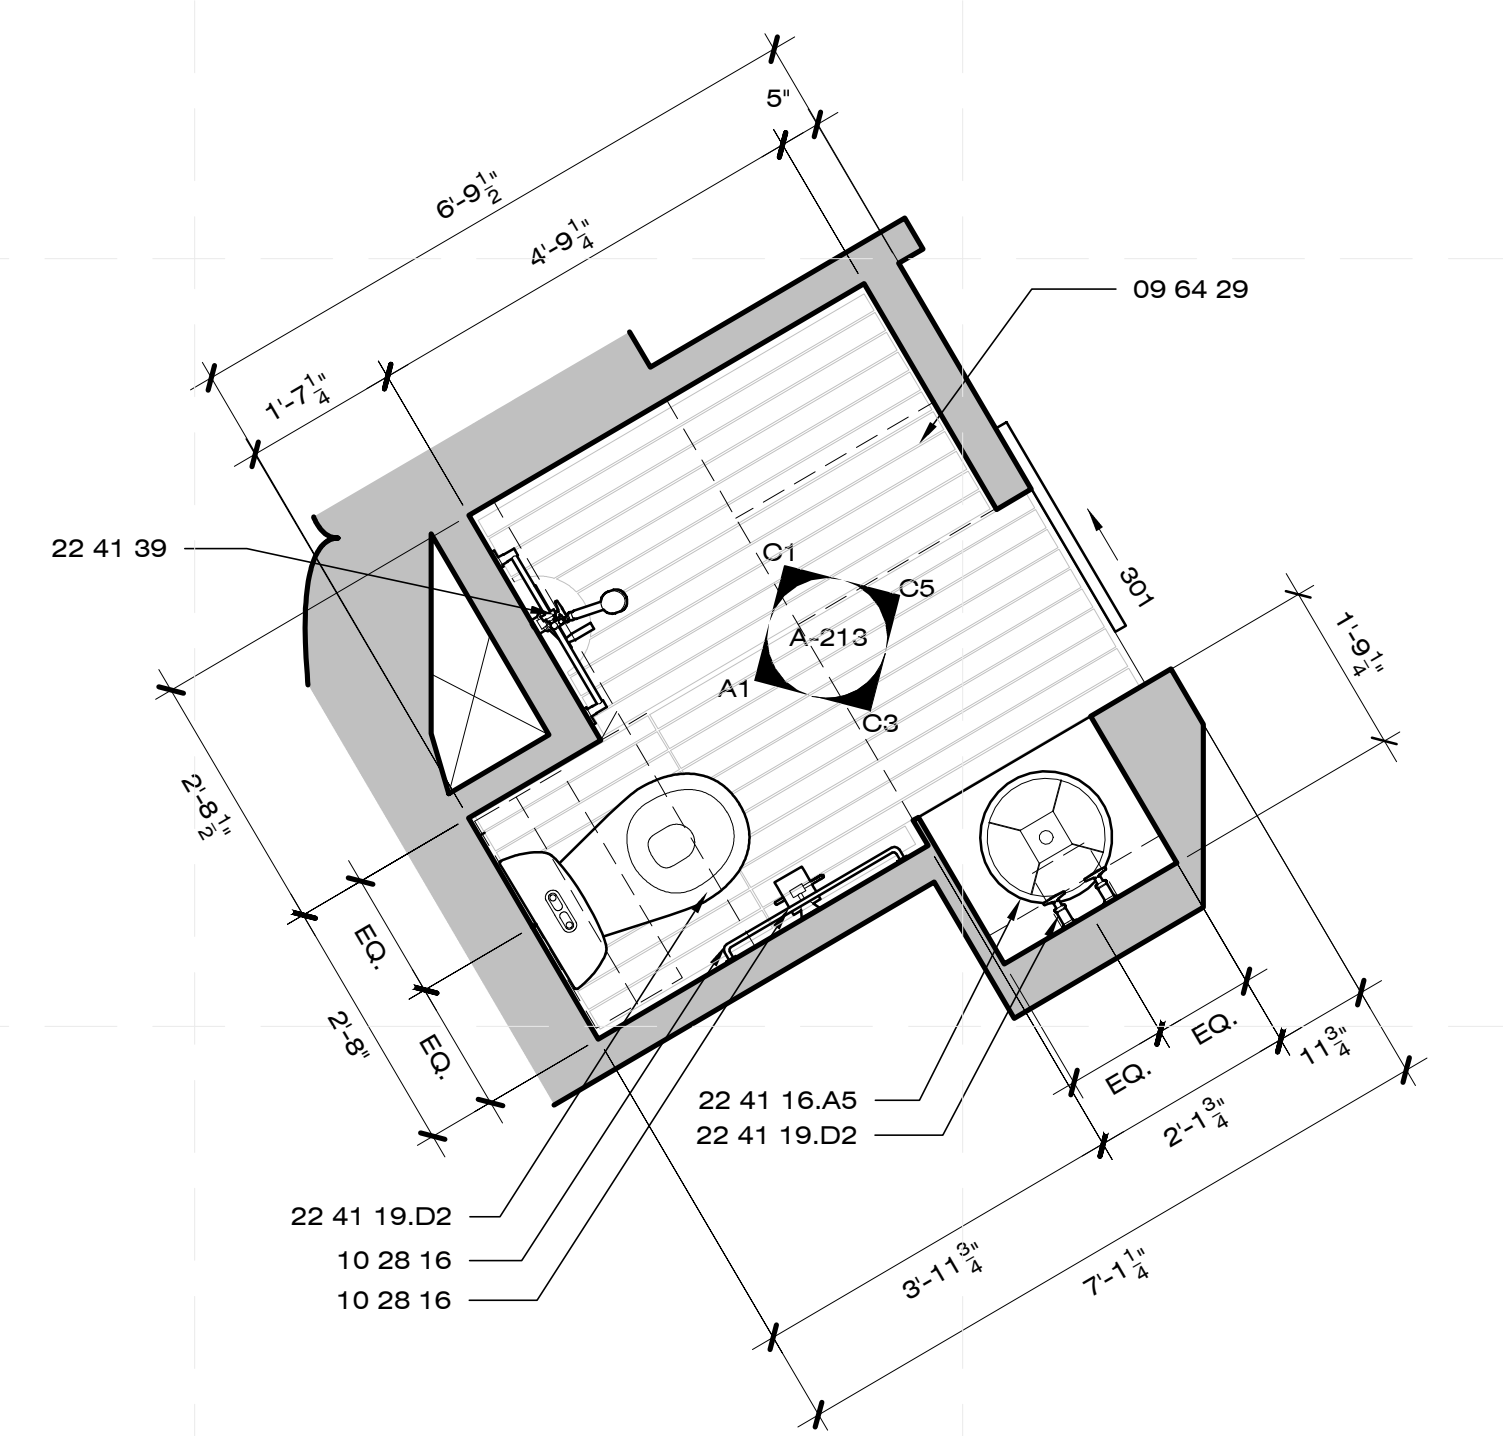 5"
6'-9 1/2"
4'-9 1/4"
09 64 29
1'-7 1/4"
22 41 39
C1
C5
301
A-213
1'-9 1/4"
A1
C3
2'-8 1/2"
EQ.
2'-8"
EQ.
EQ.
11 3/4"
EQ.
22 41 16.A5
2'-1 3/4"
22 41 19.D2
22 41 19.D2
10 28 16
3'-11 3/4"
7'-1 1/4"
10 28 16